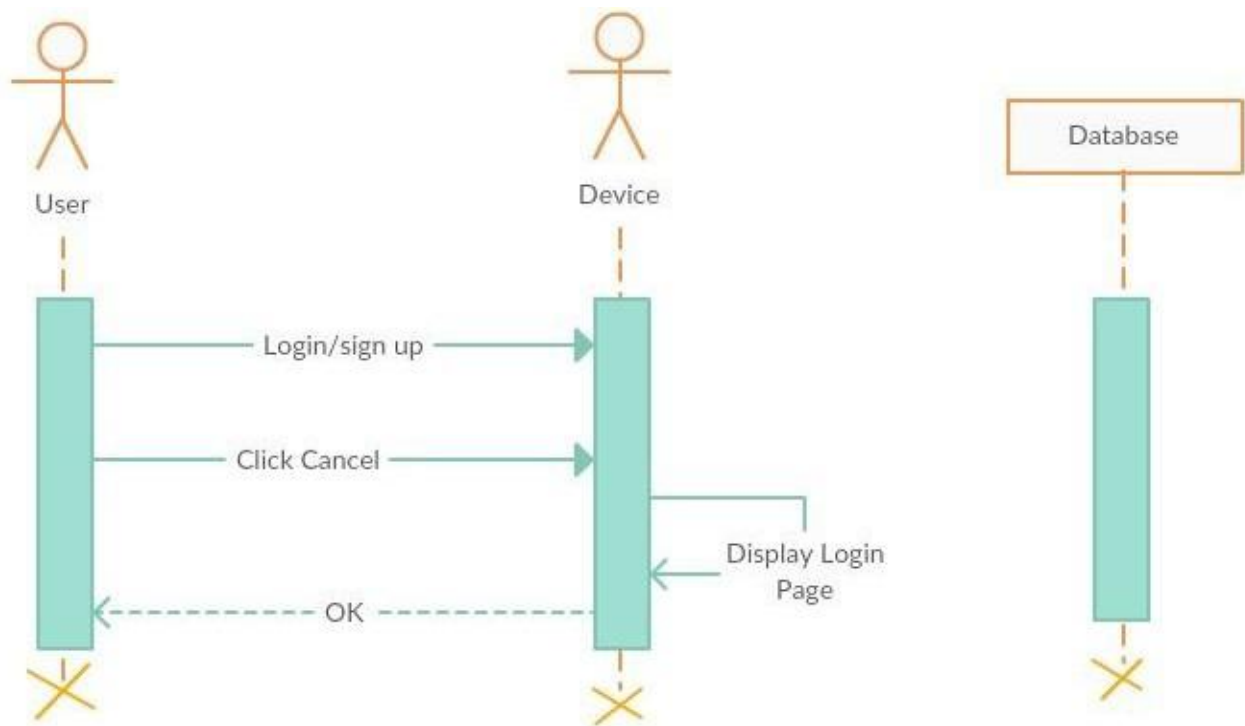 User
Device
Database
Login/sign up
Click Cancel
Display Login
Page
OK